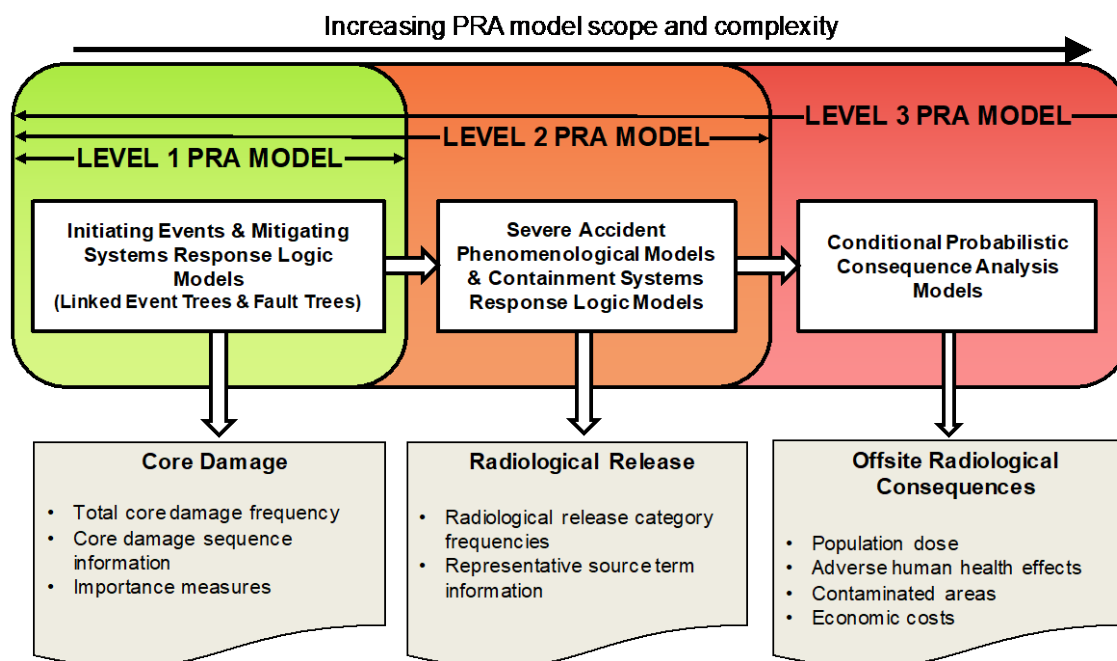 Increasing PRA model scope and complexity
LEVEL 3 PRA MODEL
LEVEL 2 PRA MODEL
LEVEL 1 PRA MODEL
Initiating Events & Mitigating
Systems Response Logic
Models
(Linked Event Trees & Fault Trees)
Severe Accident
Phenomenological Models
& Containment Systems
Response Logic Models
Conditional Probabilistic
Consequence Analysis
Models
Core Damage
• Total core damage frequency
• Core damage sequence
information
• Importance measures
Radiological Release
• Radiological release category
frequencies
• Representative source term
information
Offsite Radiological
Consequences
• Population dose
• Adverse human health effects
• Contaminated areas
• Economic costs